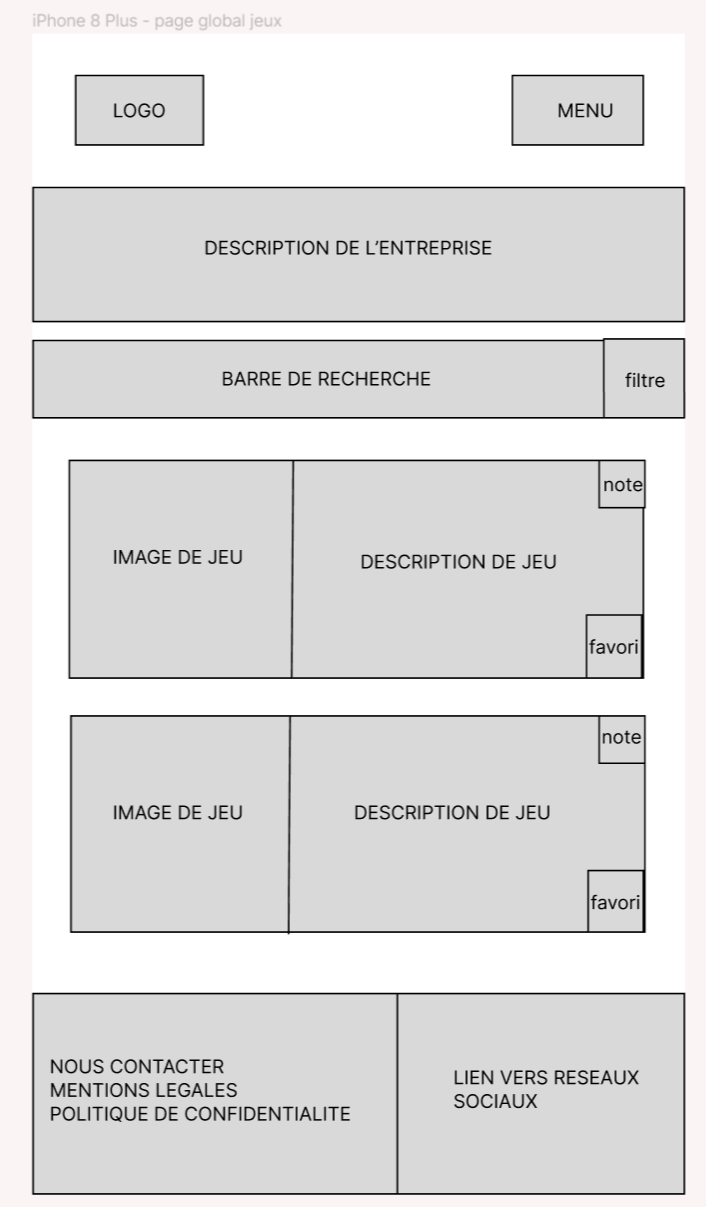 iPhone 8 Plus - page global jeux
LOGO
MENU
DESCRIPTION DE L’ENTREPRISE
BARRE DE RECHERCHE
filtre
note
IMAGE DE JEU
DESCRIPTION DE JEU
favori
note
IMAGE DE JEU
DESCRIPTION DE JEU
favori
NOUS CONTACTER
MENTIONS LEGALES
POLITIQUE DE CONFIDENTIALITE
LIEN VERS RESEAUX
SOCIAUX